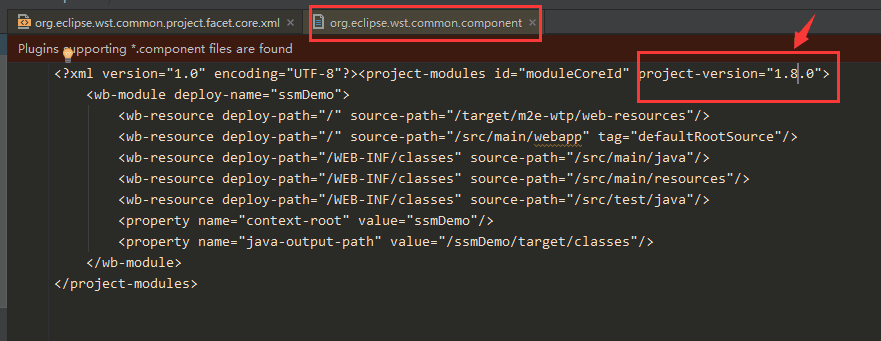 org.eclipse.wst.common.project.facet.core.xml org.eclipse.wst.common.component
Plugins supporting *.component files are found
<?xml version="1.0" encoding="UTF-8"?><project-modules id="moduleCoreId" project-version="1.8.0">
<wb-module deploy-name="ssmDemo">
<wb-resource deploy-path="/" source-path="/target/m2e-wtp/web-resources"/>
<wb-resource deploy-path="/" source-path="/src/main/webapp" tag="defaultRootSource"/>
<wb-resource deploy-path="/WEB-INF/classes" source-path="/src/main/java"/>
<wb-resource deploy-path="/WEB-INF/classes" source-path="/src/main/resources"/>
<wb-resource deploy-path="/WEB-INF/classes" source-path="/src/test/java"/>
<property name="context-root" value="ssmDemo"/>
<property name="java-output-path" value="/ssmDemo/target/classes"/>
</wb-module>
</project-modules>